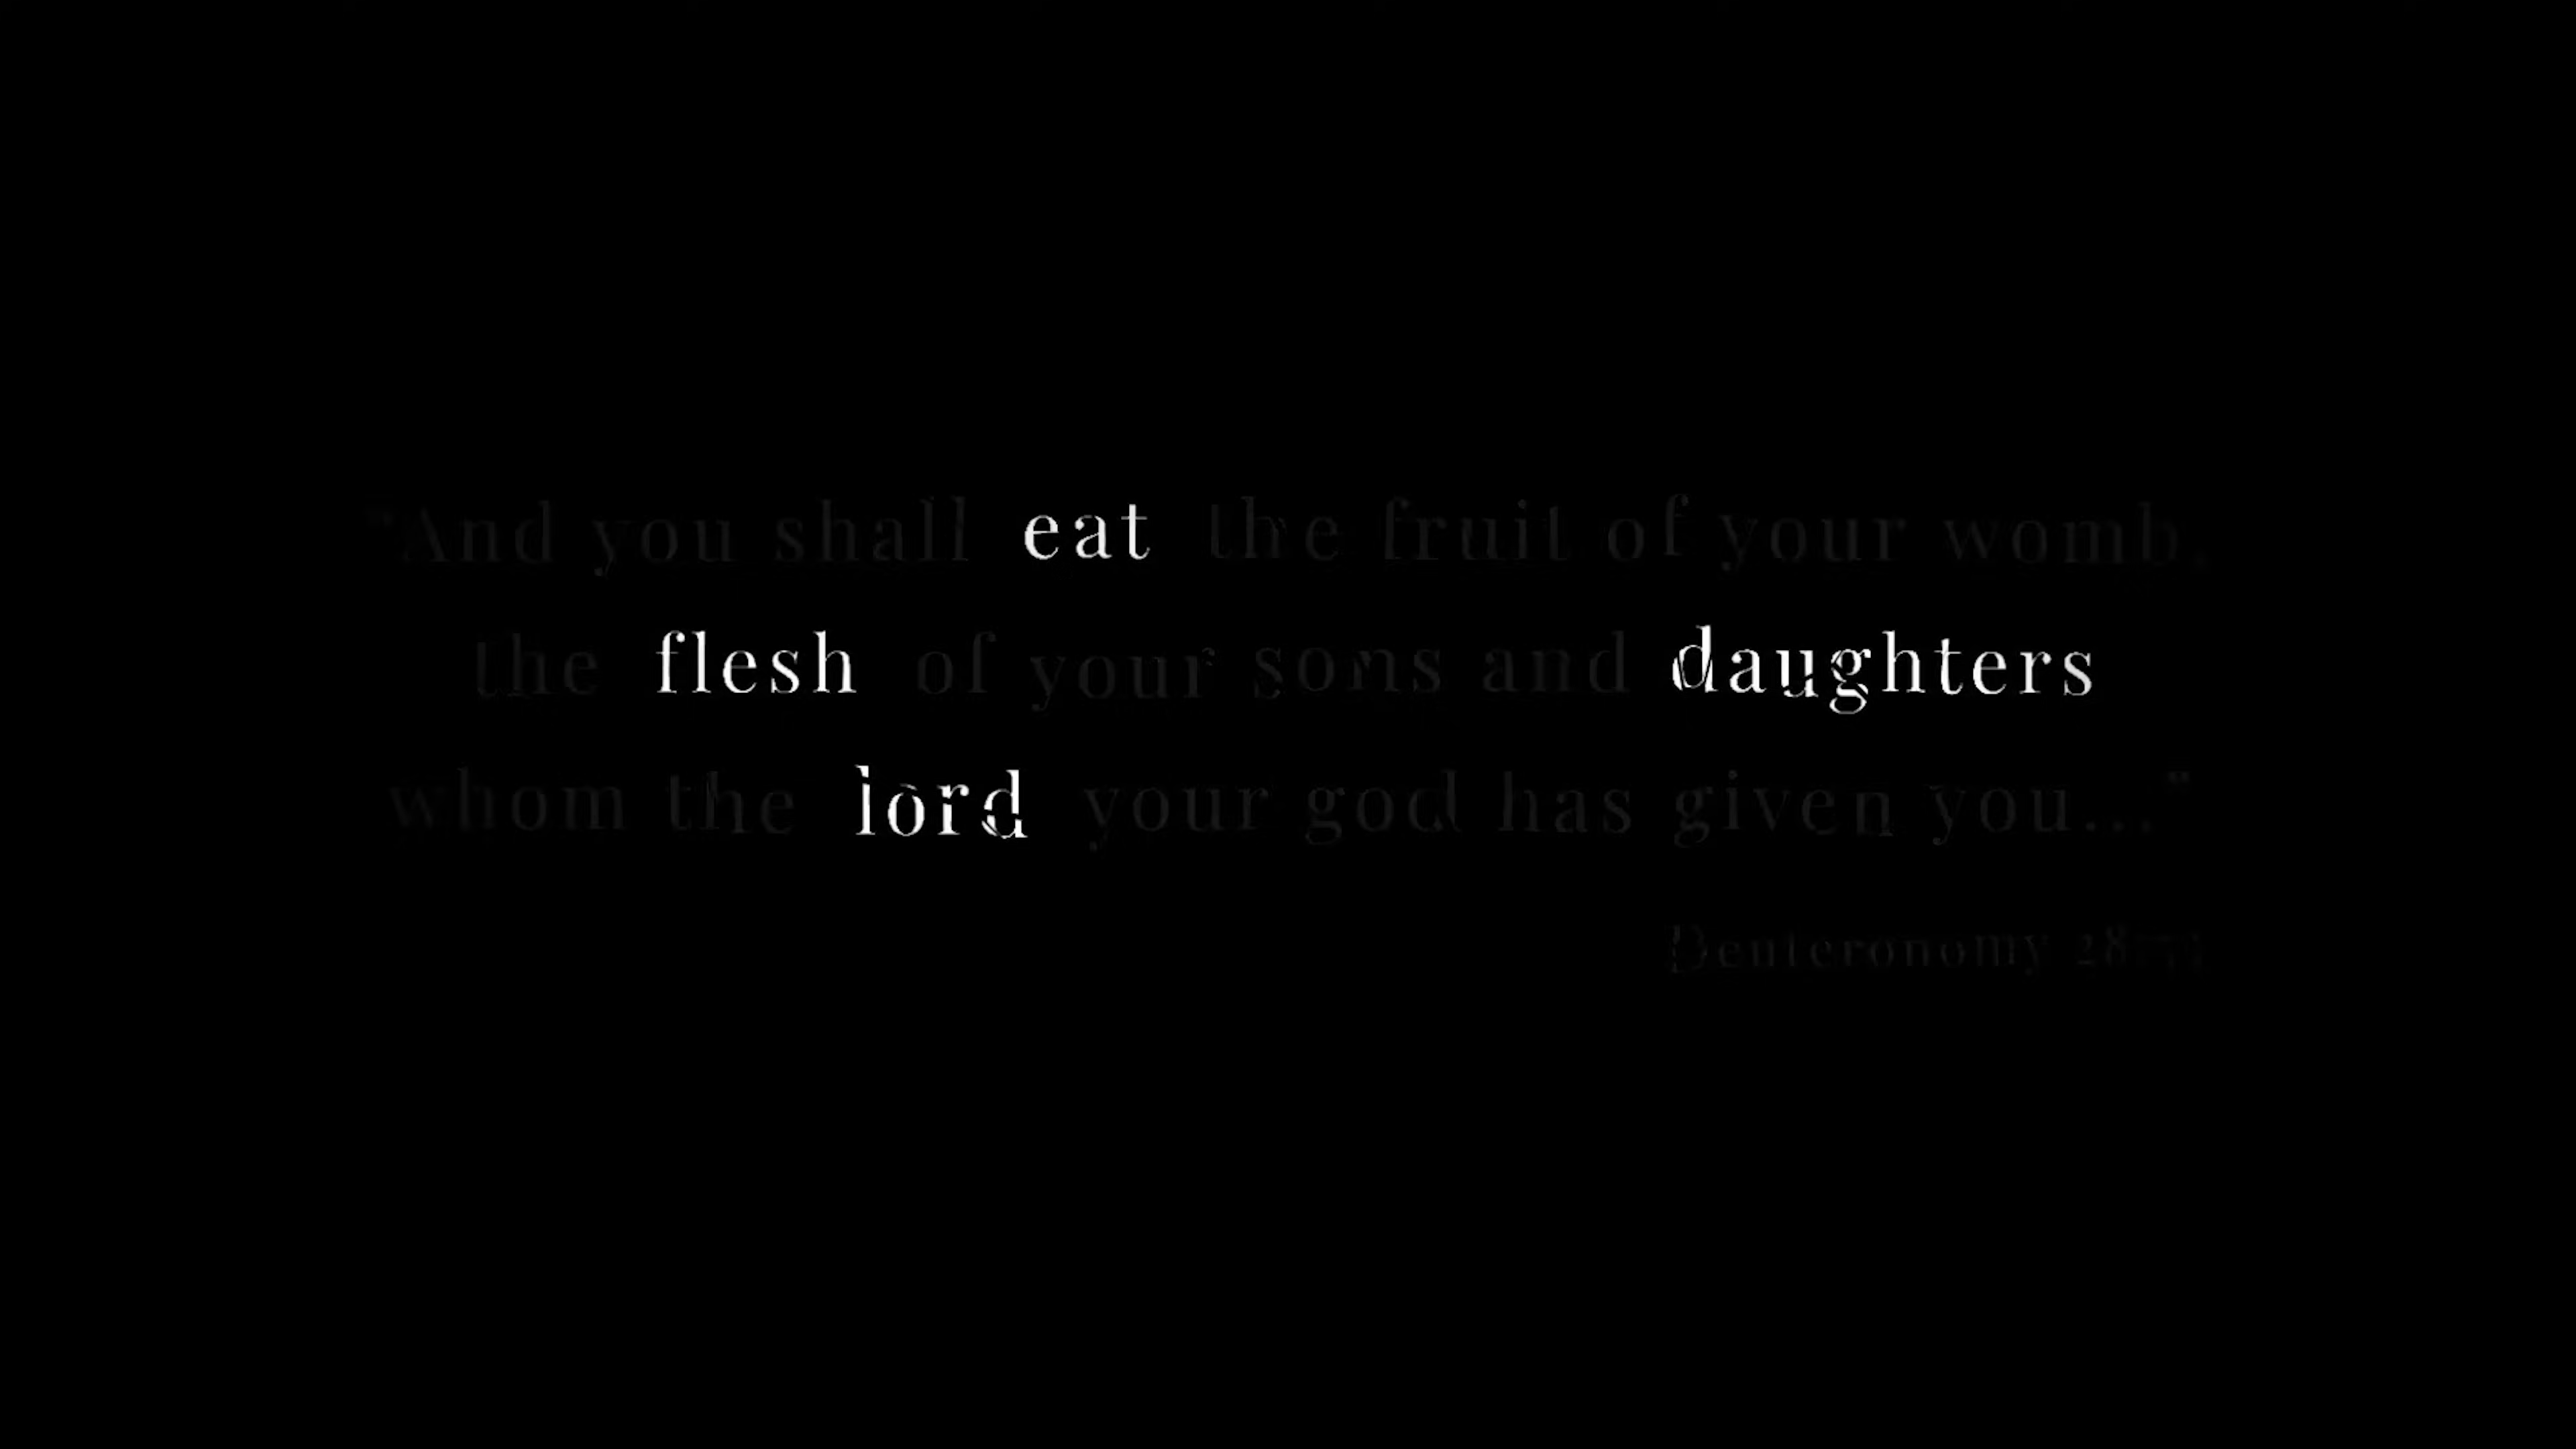 "And you shall eat the fruit of your womb,
the flesh of your sons and daughters
whom the lord your god has given you..."
Deuteronomy